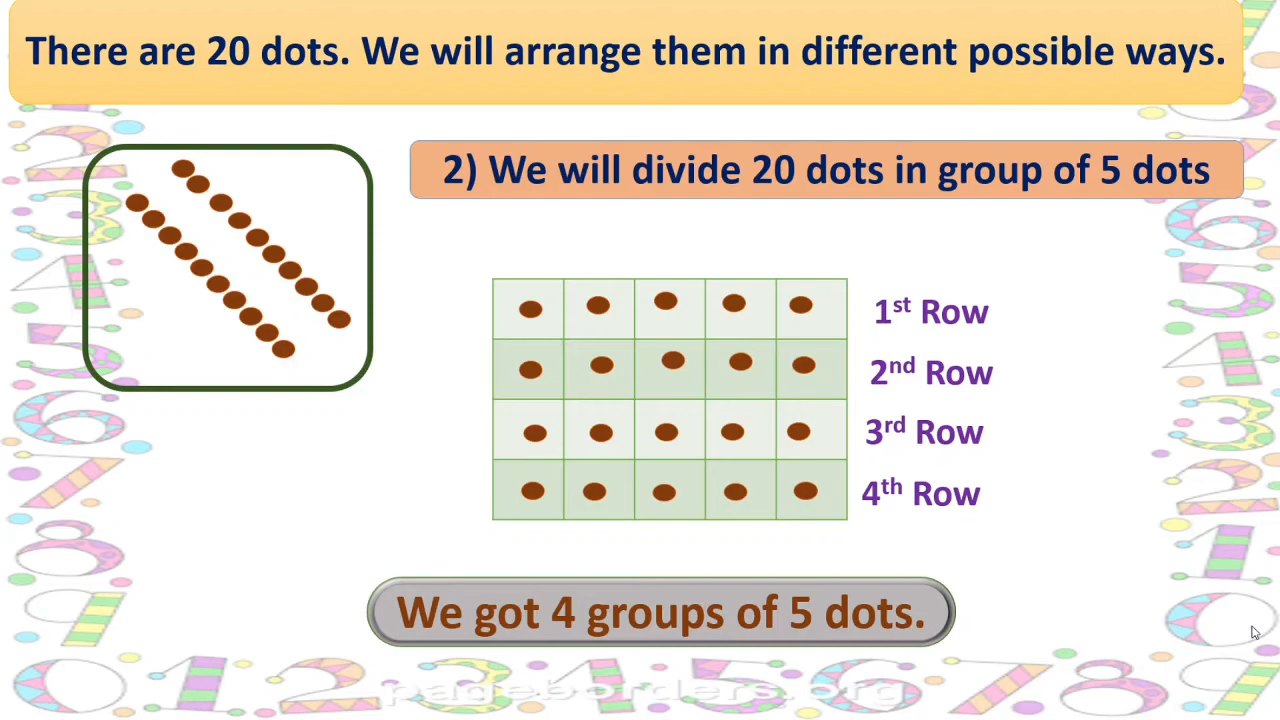 There are 20 dots. We will arrange them in different possible ways.
2) We will divide 20 dots in group of 5 dots
1st Row
2nd Row
3rd Row
4th Row
We got 4 groups of 5 dots.
pageborders.org